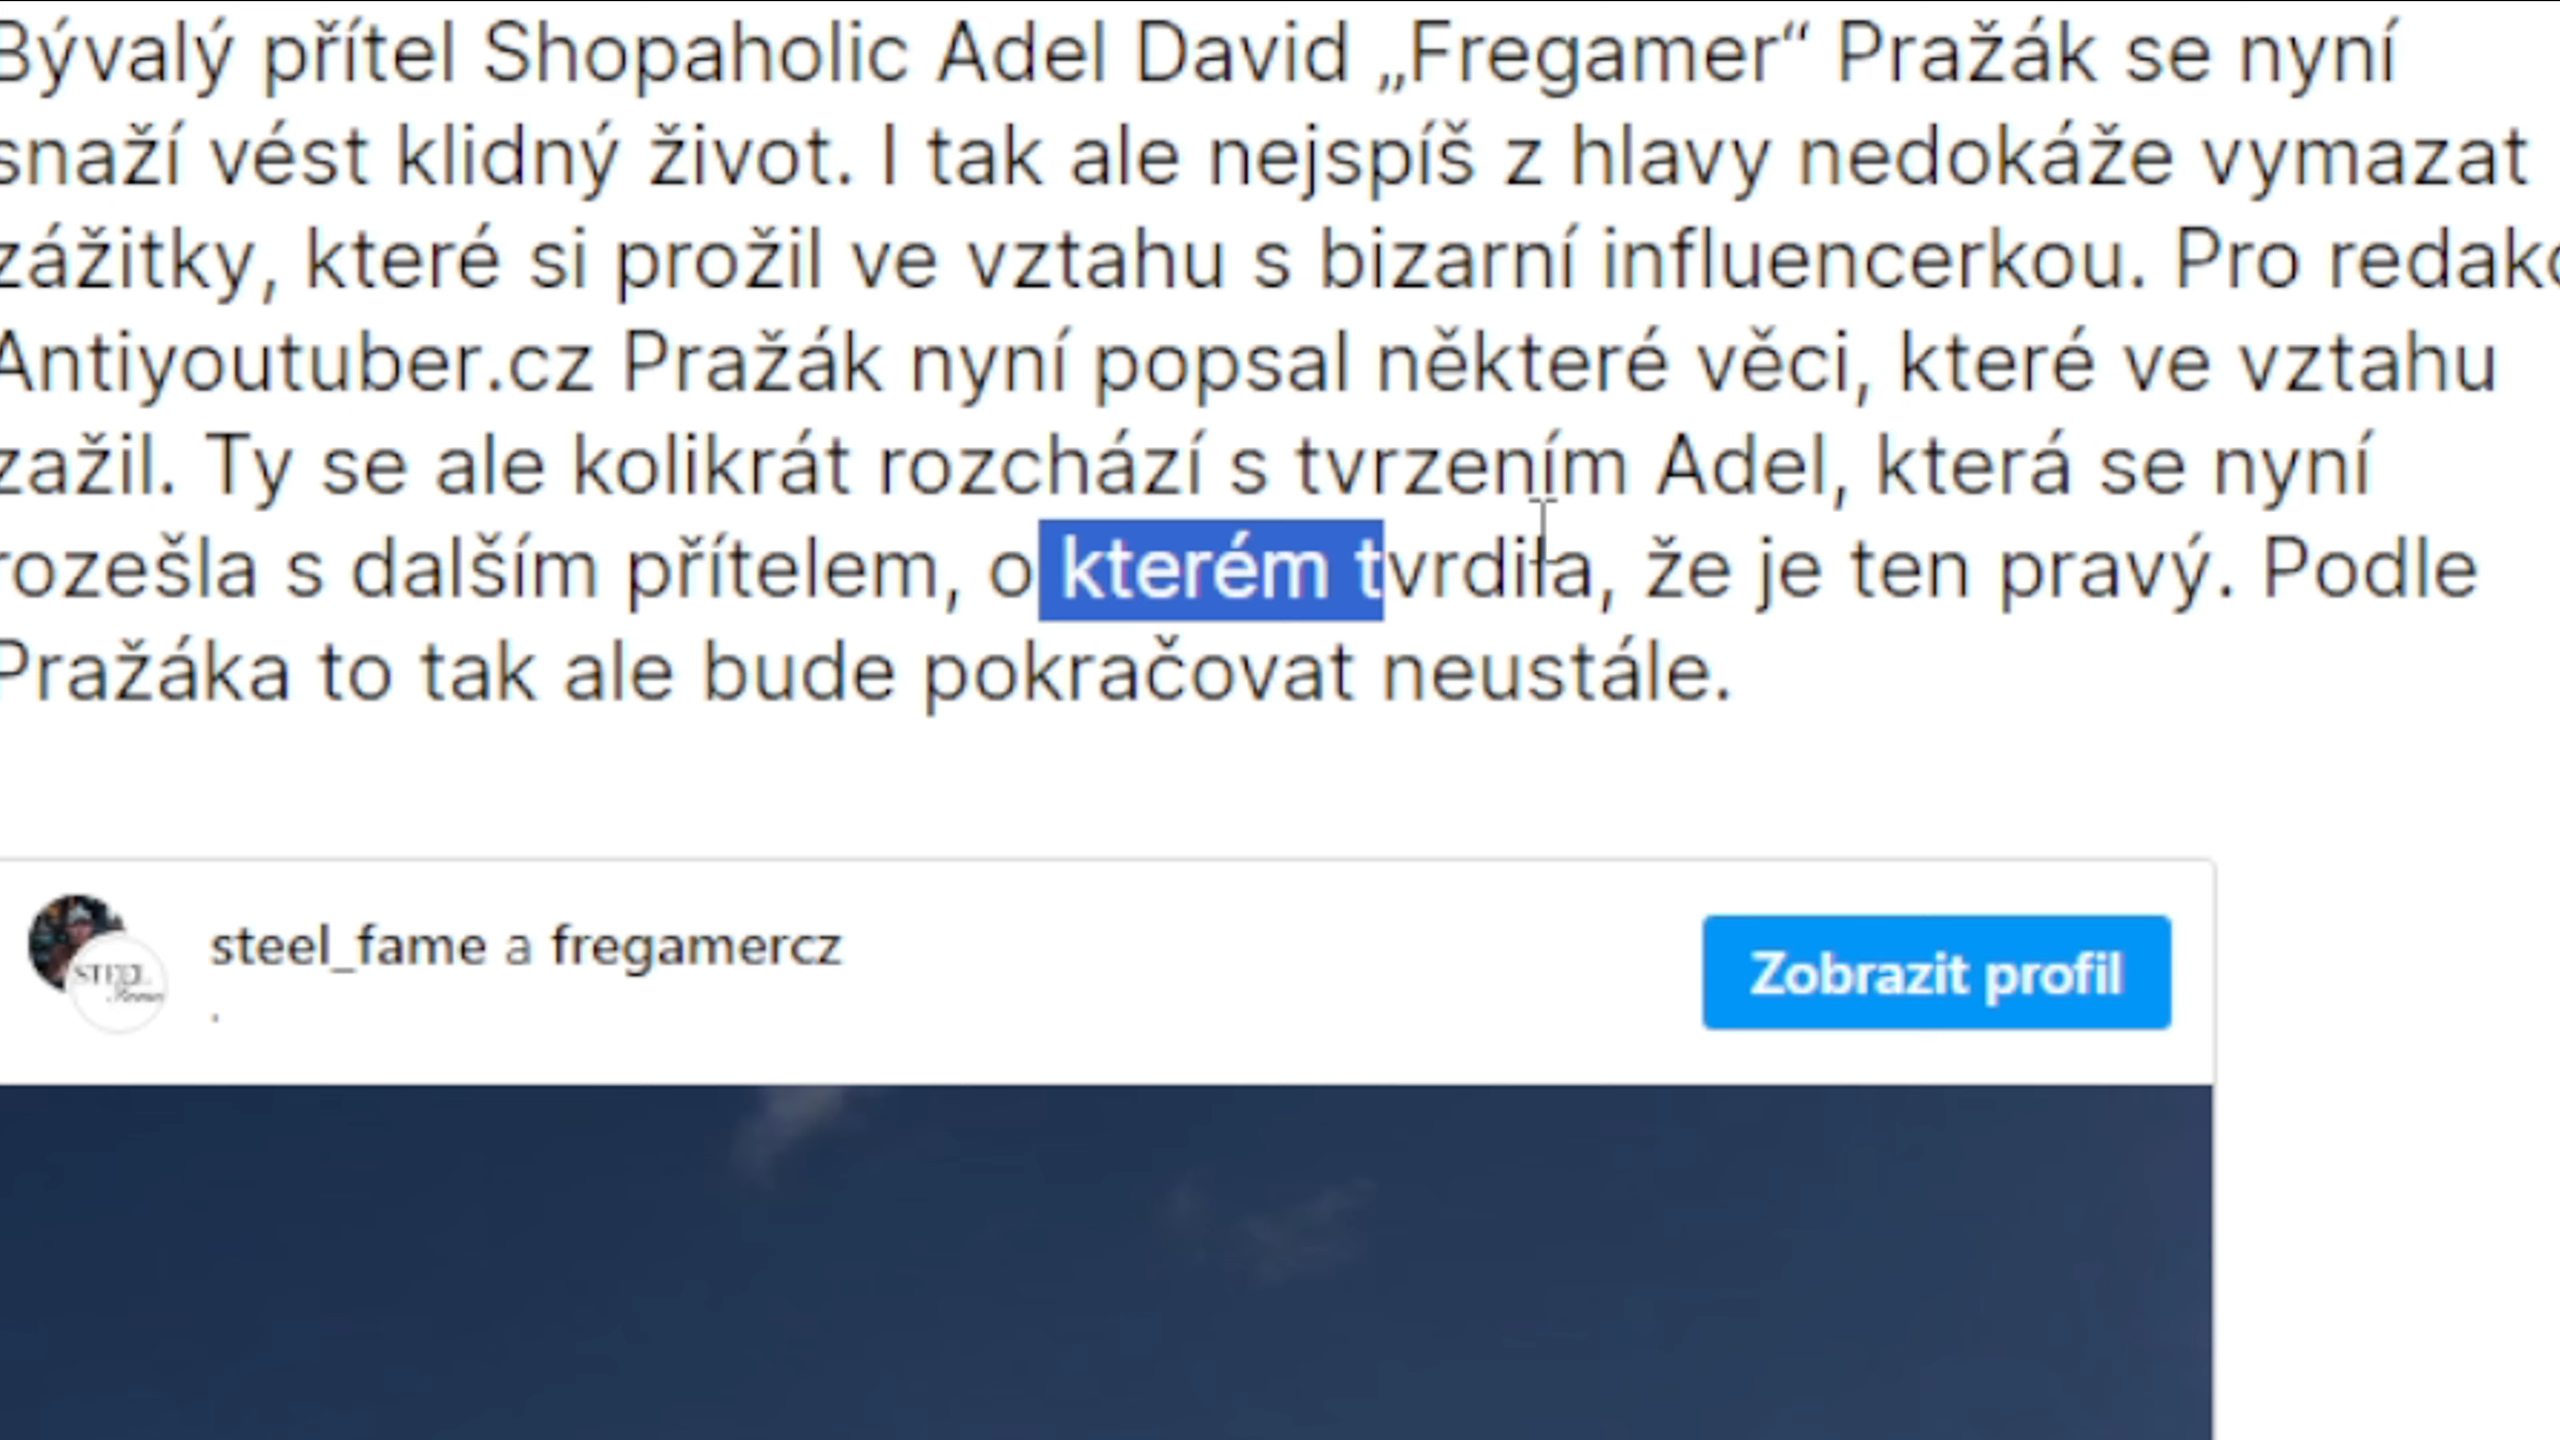 Bývalý přítel Shopaholic Adel David „Fregamer“ Pražák se nyní
snaží vést klidný život. I tak ale nejspíš z hlavy nedokáže vymazat
zážitky, které si prožil ve vztahu s bizarní influencerkou. Pro redakc
Antiyoutuber.cz Pražák nyní popsal některé věci, které ve vztahu
zažil. Ty se ale kolikrát rozchází s tvrzením Adel, která se nyní
rozešla s dalším přítelem, o kterém tvrdila, že je ten pravý. Podle
Pražáka to tak ale bude pokračovat neustále.
steel_fame a fregamercz
.
Zobrazit profil
STEEL